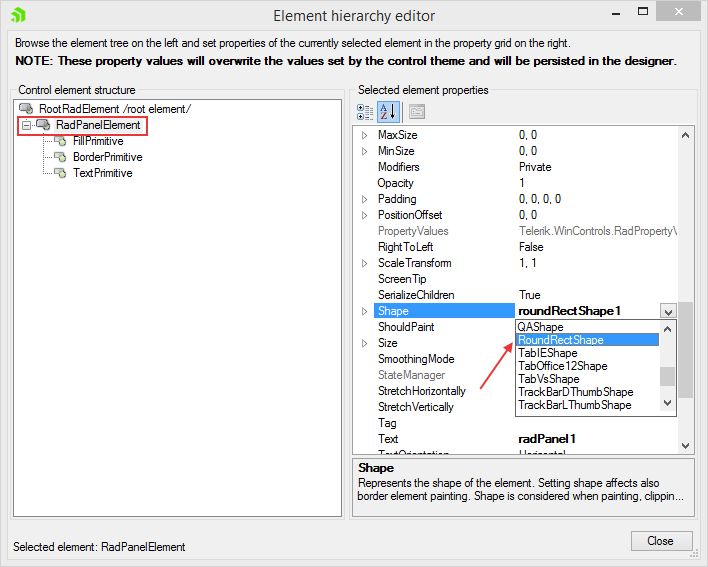 Element hierarchy editor
Browse the element tree on the left and set properties of the currently selected element in the property grid on the right.
NOTE: These property values will overwrite the values set by the control theme and will be persisted in the designer.
Control element structure
RootRadElement /root element/
RadPanelElement
FillPrimitive
BorderPrimitive
TextPrimitive
Selected element properties
MaxSize 0, 0
MinSize 0, 0
Modifiers Private
Opacity 1
Padding 0, 0, 0, 0
PositionOffset 0, 0
PropertyValues Telerik.WinControls.RadPropertyV
RightToLeft False
ScaleTransform 1, 1
ScreenTip
SerializeChildren True
Shape roundRectShape1
ShouldPaint
Size
SmoothingMode
StateManager
StretchHorizontally
StretchVertically
QAShape
RoundRectShape
TabIEShape
TabOffice12Shape
TabVsShape
TrackBarDThumbShape
TrackBarLThumbShape
Tag
Text radPanel1
TextOrientation Horizontal
Shape
Represents the shape of the element. Setting shape affects also
border element painting. Shape is considered when painting, clippin...
Close
Selected element: RadPanelElement